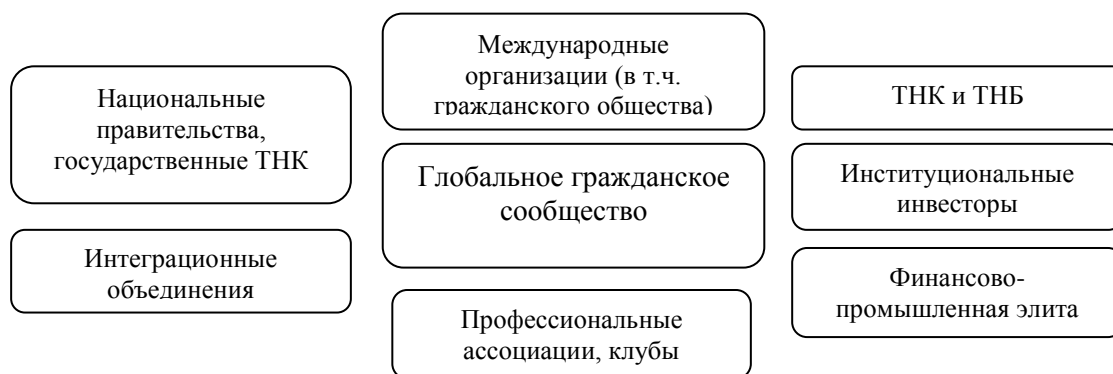 Национальные
правительства,
государственные ТНК
Интеграционные
объединения
Международные
организации (в т.ч.
гражданского общества)
Глобальное гражданское
сообщество
Профессиональные
ассоциации, клубы
ТНК и ТНБ
Институциональные
инвесторы
Финансово-
промышленная элита